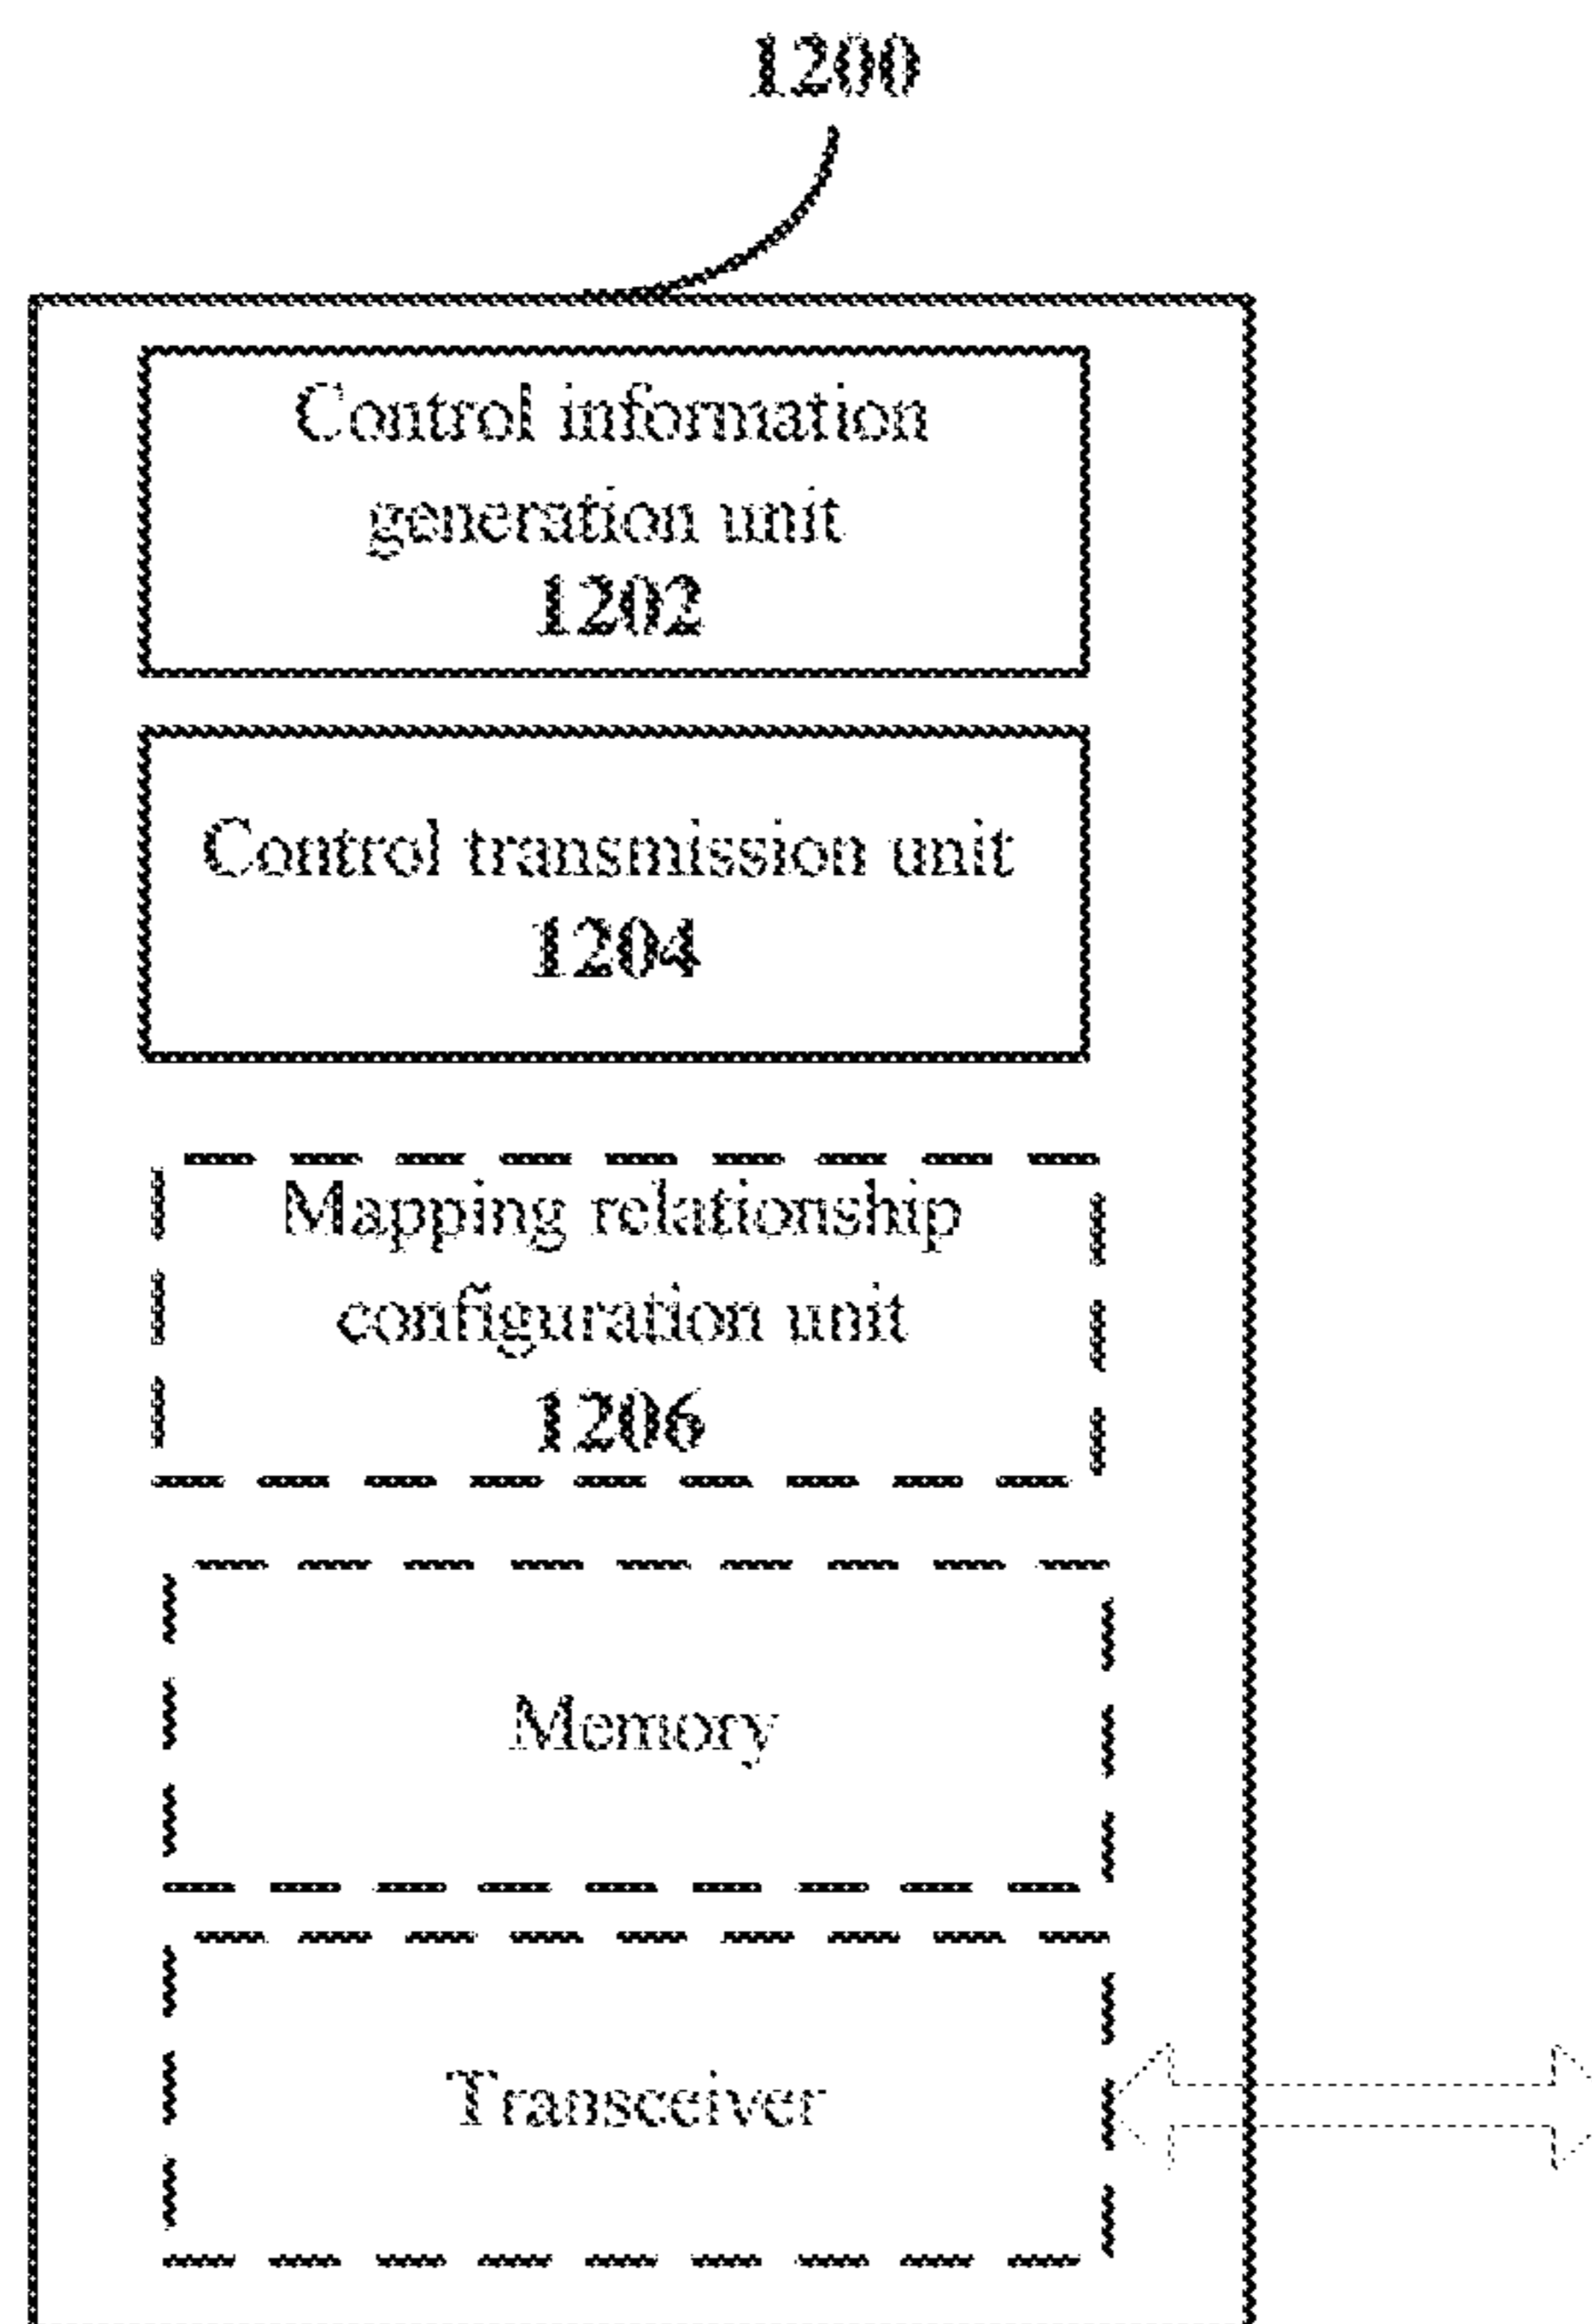 1200
Control information
generation unit
1202
Control transmission unit
1204
Mapping relationship
configuration unit
1206
Memory
Transceiver